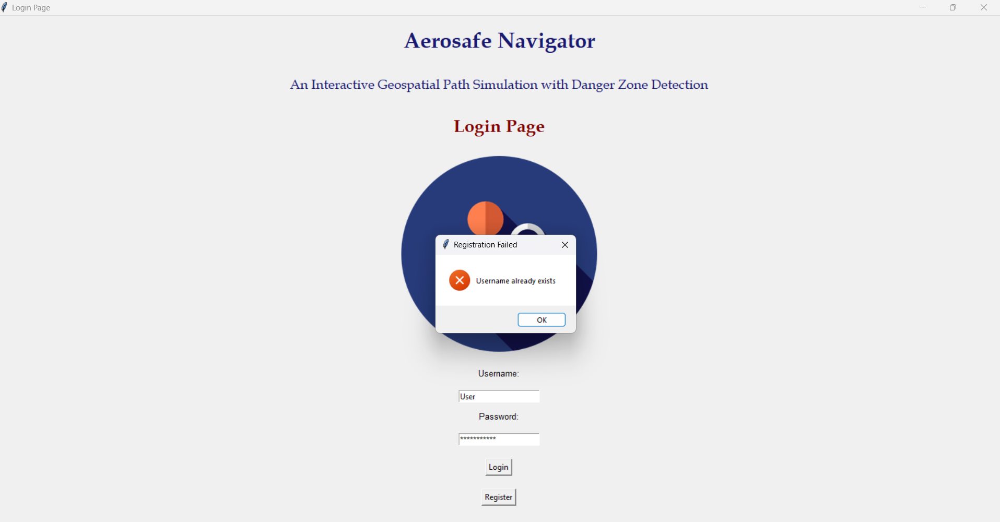 Login Page
Aerosafe Navigator
An Interactive Geospatial Path Simulation with Danger Zone Detection
Login Page
Registration Failed
Username already exists
OK
Username:
User
Password:
***********
Login
Register